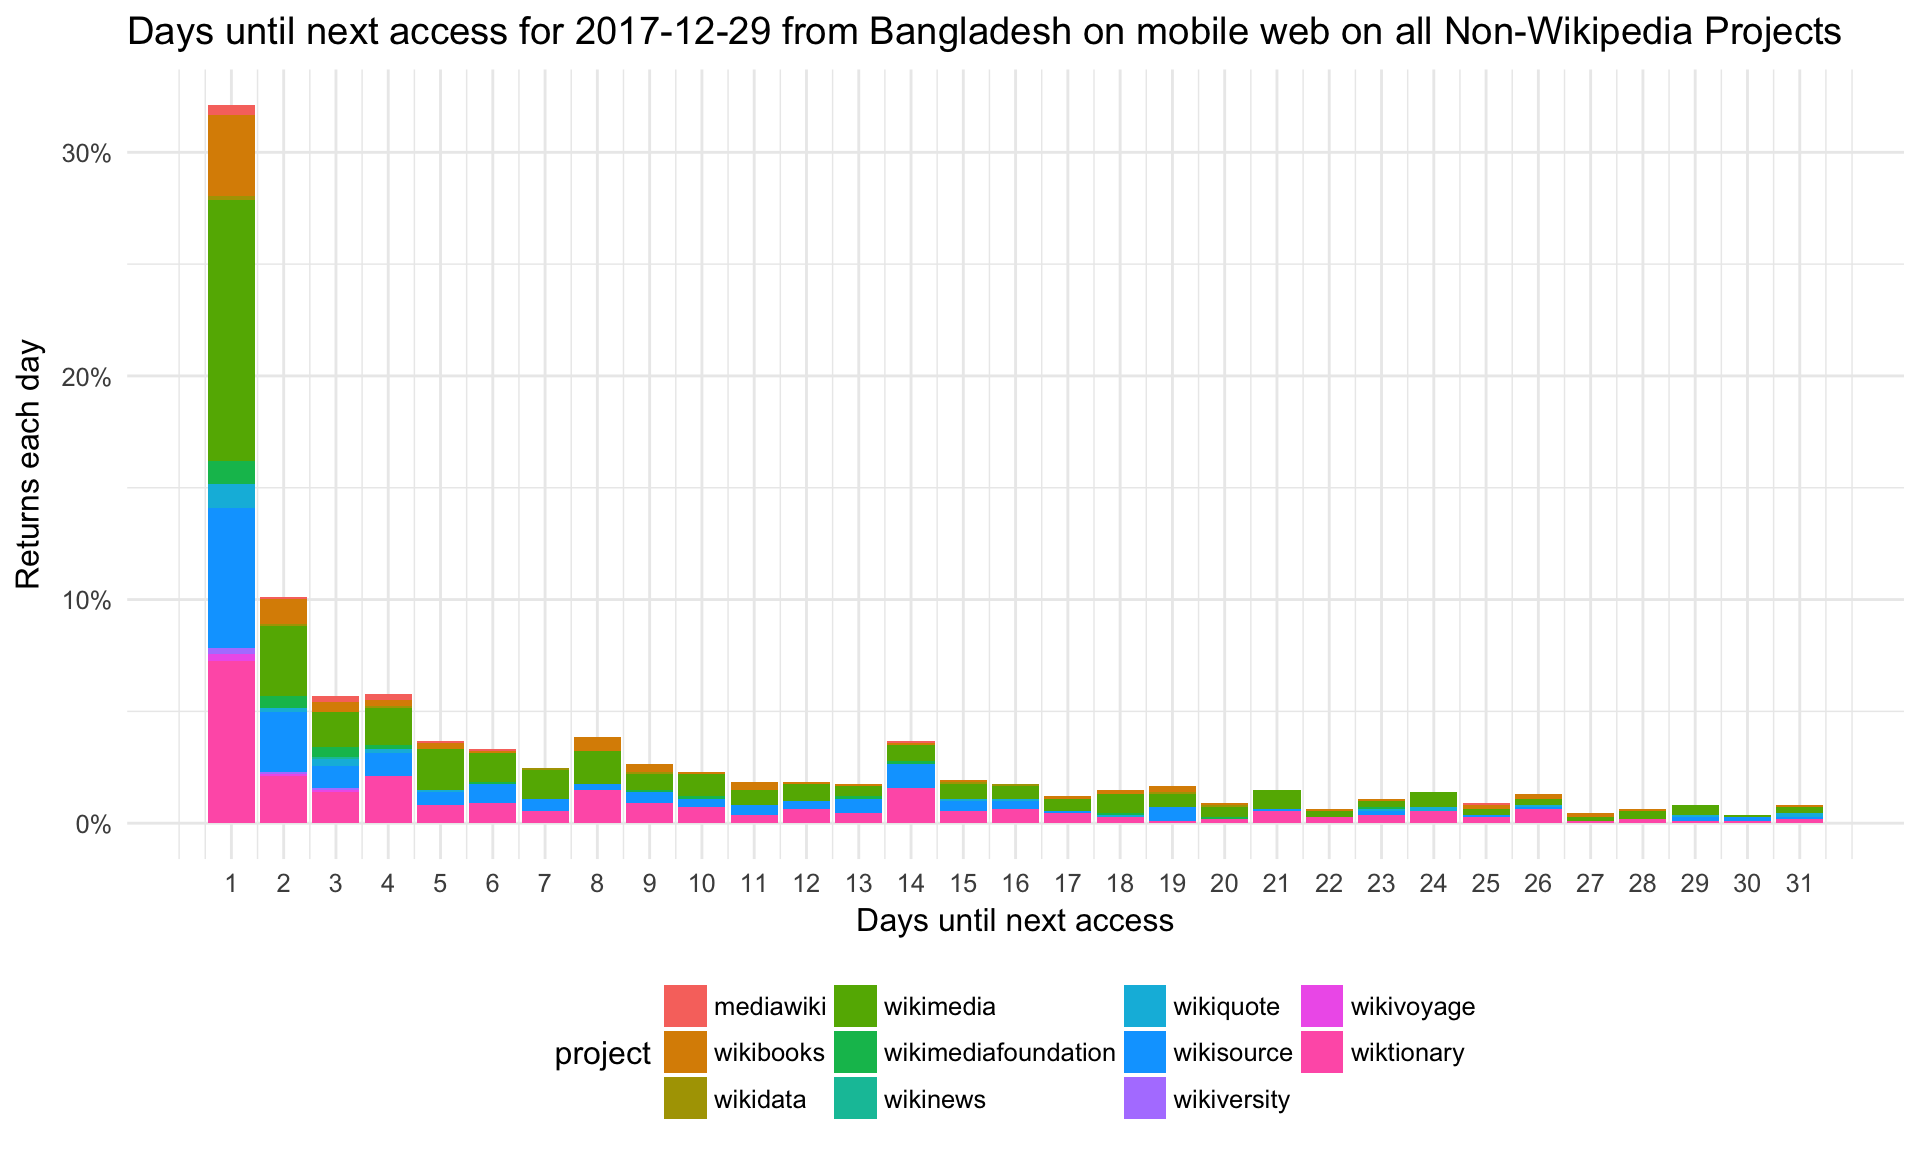 Days until next access for 2017-12-29 from Bangladesh on mobile web on all Non-Wikipedia Projects
Returns each day
30%
20%
10%
0%
1 2 3 4 5 6 7 8 9 10 11 12 13 14 15 16 17 18 19 20 21 22 23 24 25 26 27 28 29 30 31
Days until next access
project
mediawiki wikimedia wikiquote wikivoyage
wikibooks wikimediafoundation wikisource wiktionary
wikidata wikinews wikiversity